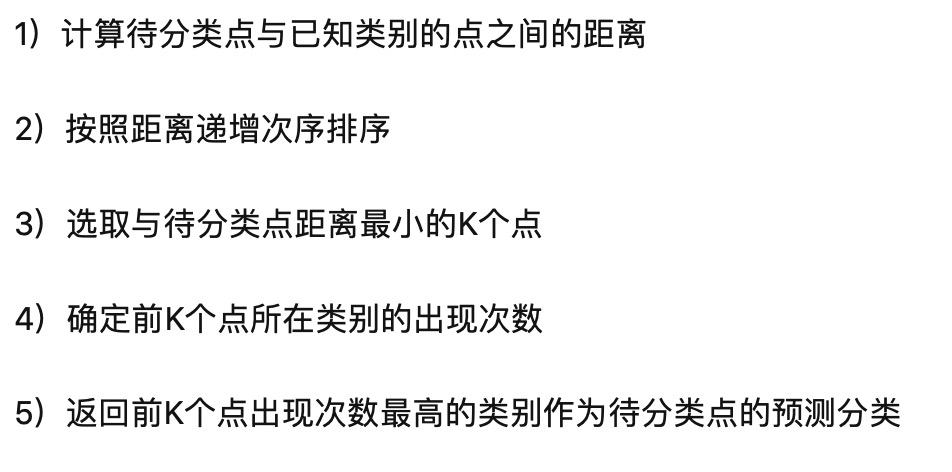 1）计算待分类点与已知类别的点之间的距离
2）按照距离递增次序排序
3）选取与待分类点距离最小的K个点
4）确定前K个点所在类别的出现次数
5）返回前K个点出现次数最高的类别作为待分类点的预测分类